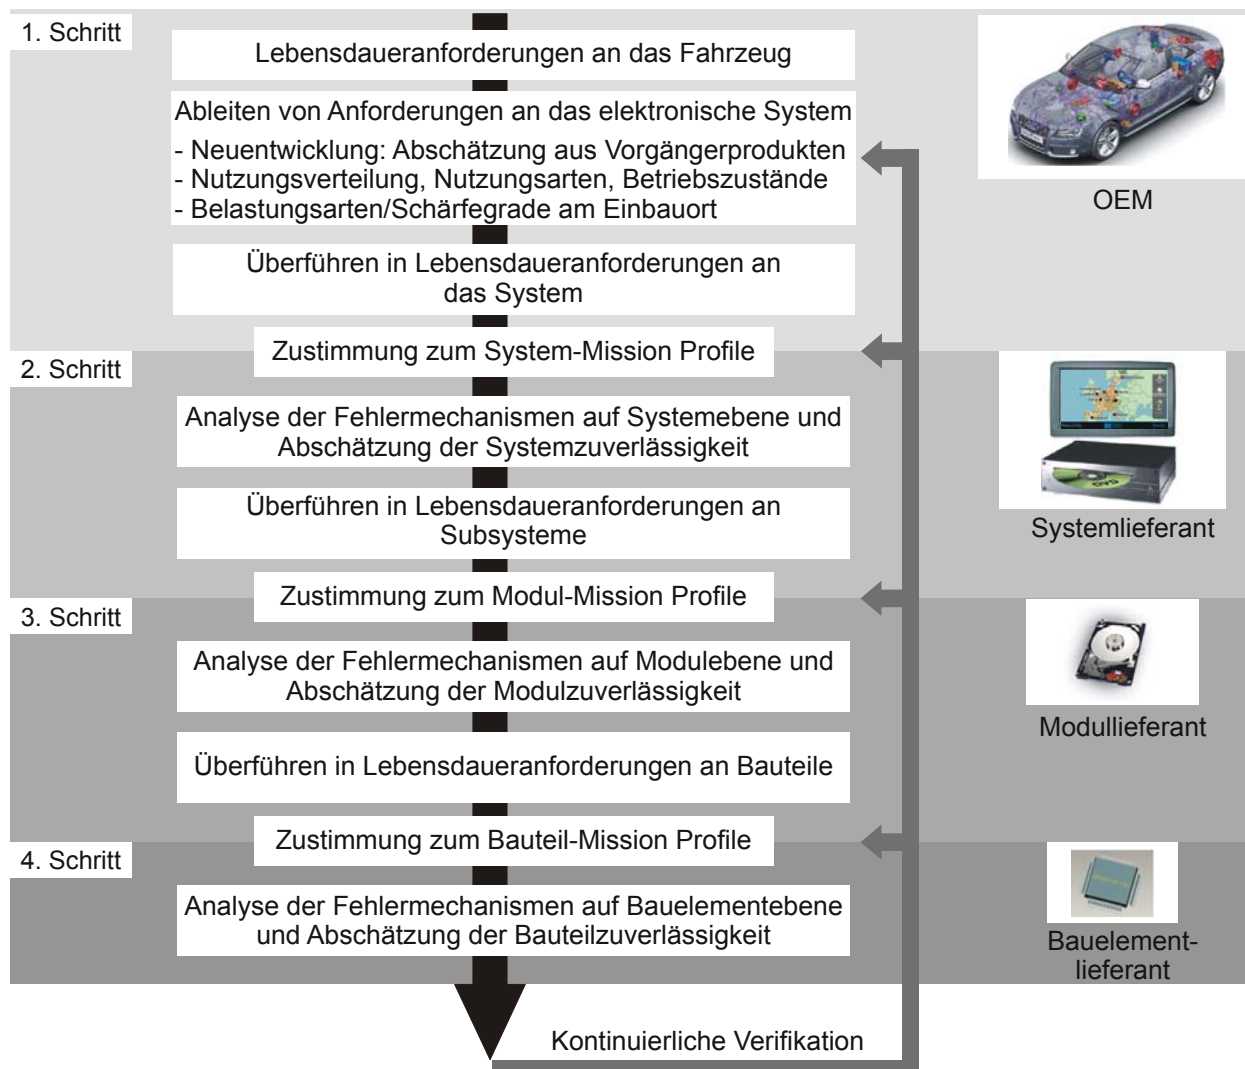 1. Schritt
Lebensdaueranforderungen an das Fahrzeug
Ableiten von Anforderungen an das elektronische System
- Neuentwicklung: Abschätzung aus Vorgängerprodukten
- Nutzungsverteilung, Nutzungsarten, Betriebszustände
- Belastungsarten/Schärfegrade am Einbauort
OEM
Überführen in Lebensdaueranforderungen an
das System
Zustimmung zum System-Mission Profile
2. Schritt
Analyse der Fehlermechanismen auf Systemebene und
Abschätzung der Systemzuverlässigkeit
DVD
Überführen in Lebensdaueranforderungen an
Subsysteme
Systemlieferant
Zustimmung zum Modul-Mission Profile
3. Schritt
Analyse der Fehlermechanismen auf Modulebene und
Abschätzung der Modulzuverlässigkeit
Modullieferant
Überführen in Lebensdaueranforderungen an Bauteile
Zustimmung zum Bauteil-Mission Profile
4. Schritt
Analyse der Fehlermechanismen auf Bauelementebene
und Abschätzung der Bauteilzuverlässigkeit
Bauelement-
lieferant
Kontinuierliche Verifikation